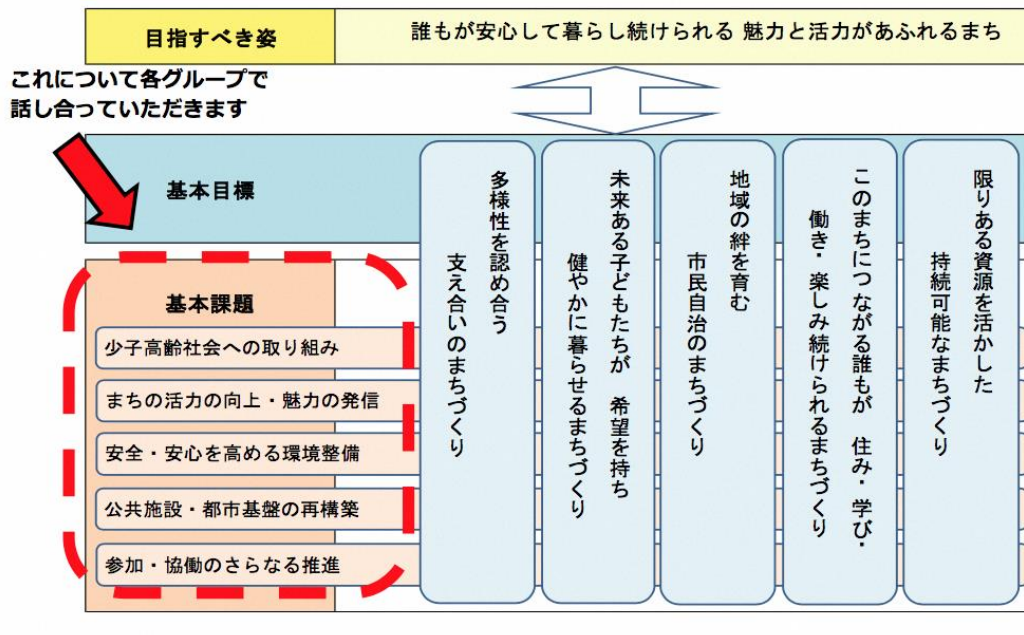 目指すべき姿
誰もが安心して暮らし続けられる 魅力と活力があふれるまち
これについて各グループで
話し合っていただきます
基本目標
多様性を認め合う
支え合いのまちづくり
未来ある子どもたちが 希望を持ち
健やかに暮らせるまちづくり
地域の絆を育む
市民自治のまちづくり
このまちにつながる誰もが 住み・学び・
働き・楽しみ続けられるまちづくり
限りある資源を活かした
持続可能なまちづくり
基本課題
少子高齢社会への取り組み
まちの活力の向上・魅力の発信
安全・安心を高める環境整備
公共施設・都市基盤の再構築
参加・協働のさらなる推進